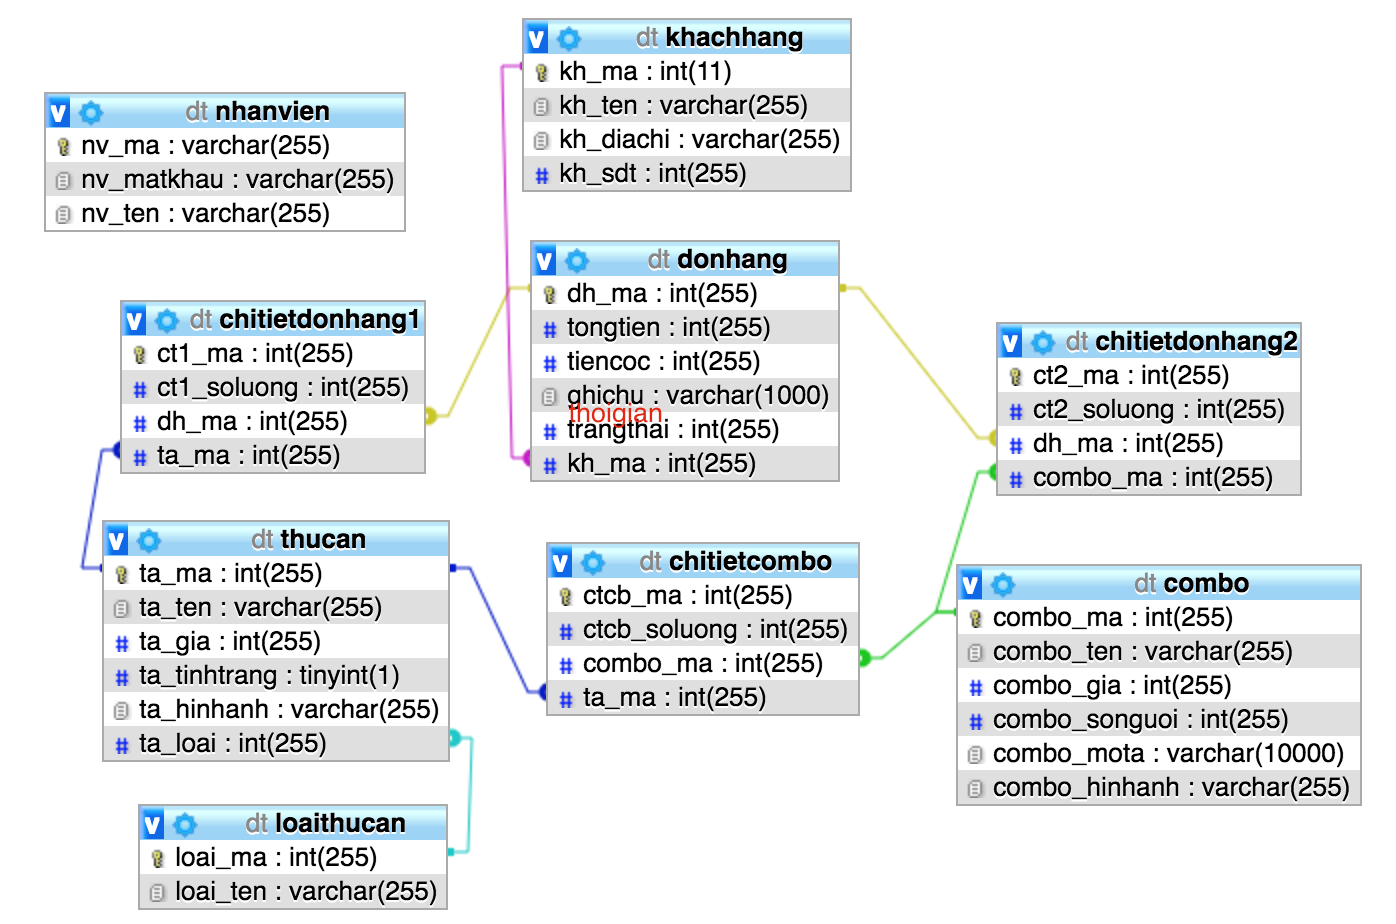 dt khachhang
kh_ma : int(11)
kh_ten : varchar(255)
kh_diachi : varchar(255)
kh_sdt : int(255)
dt nhanvien
nv_ma : varchar(255)
nv_matkhau : varchar(255)
nv_ten : varchar(255)
dt donhang
dh_ma : int(255)
tongtien : int(255)
tiencoc : int(255)
ghichu : varchar(1000)
thoigian
trangthai : int(255)
kh_ma : int(255)
dt chitietdonhang1
ct1_ma : int(255)
ct1_soluong : int(255)
dh_ma : int(255)
ta_ma : int(255)
dt chitietdonhang2
ct2_ma : int(255)
ct2_soluong : int(255)
dh_ma : int(255)
combo_ma : int(255)
dt thucan
ta_ma : int(255)
ta_ten : varchar(255)
ta_gia : int(255)
ta_tinhtrang : tinyint(1)
ta_hinhanh : varchar(255)
ta_loai : int(255)
dt chitietcombo
ctcb_ma : int(255)
ctcb_soluong : int(255)
combo_ma : int(255)
ta_ma : int(255)
dt combo
combo_ma : int(255)
combo_ten : varchar(255)
combo_gia : int(255)
combo_songuoi : int(255)
combo_mota : varchar(10000)
combo_hinhanh : varchar(255)
dt loaithucan
loai_ma : int(255)
loai_ten : varchar(255)